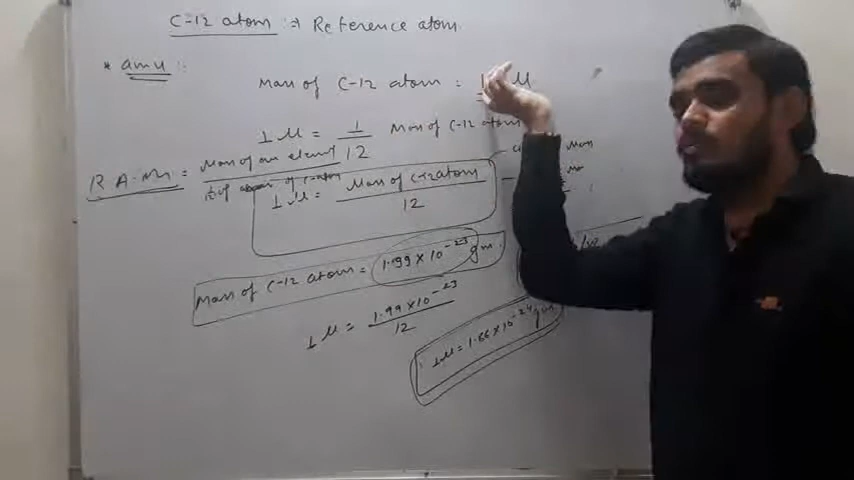 C-12 atom :→ Reference atom
* amu :
Mass of C-12 atom = 12 u
1 u = 1/12 Mass of C-12 atom
R.A.M. = Mass of an element
1 u = Mass of C-12 atom / 12
Mass of C-12 atom = 1.99 × 10⁻²³ gm.
1 u = 1.99 × 10⁻²³ / 12
1u = 1.66 × 10⁻²⁴ gm